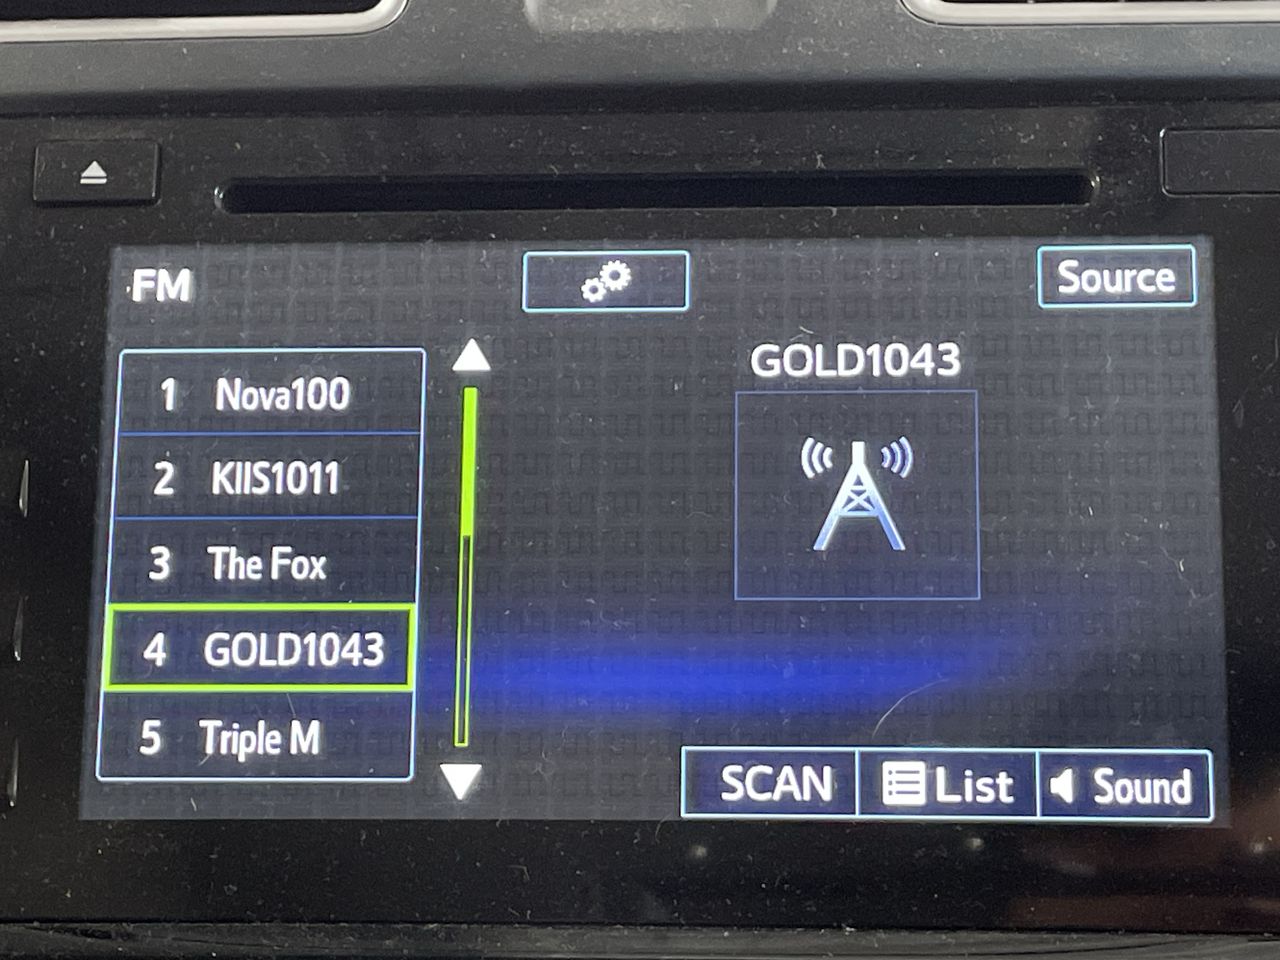 FM
Source
1 Nova100
2 KIIS1011
3 The Fox
4 GOLD1043
5 Triple M
GOLD1043
SCAN
List
Sound